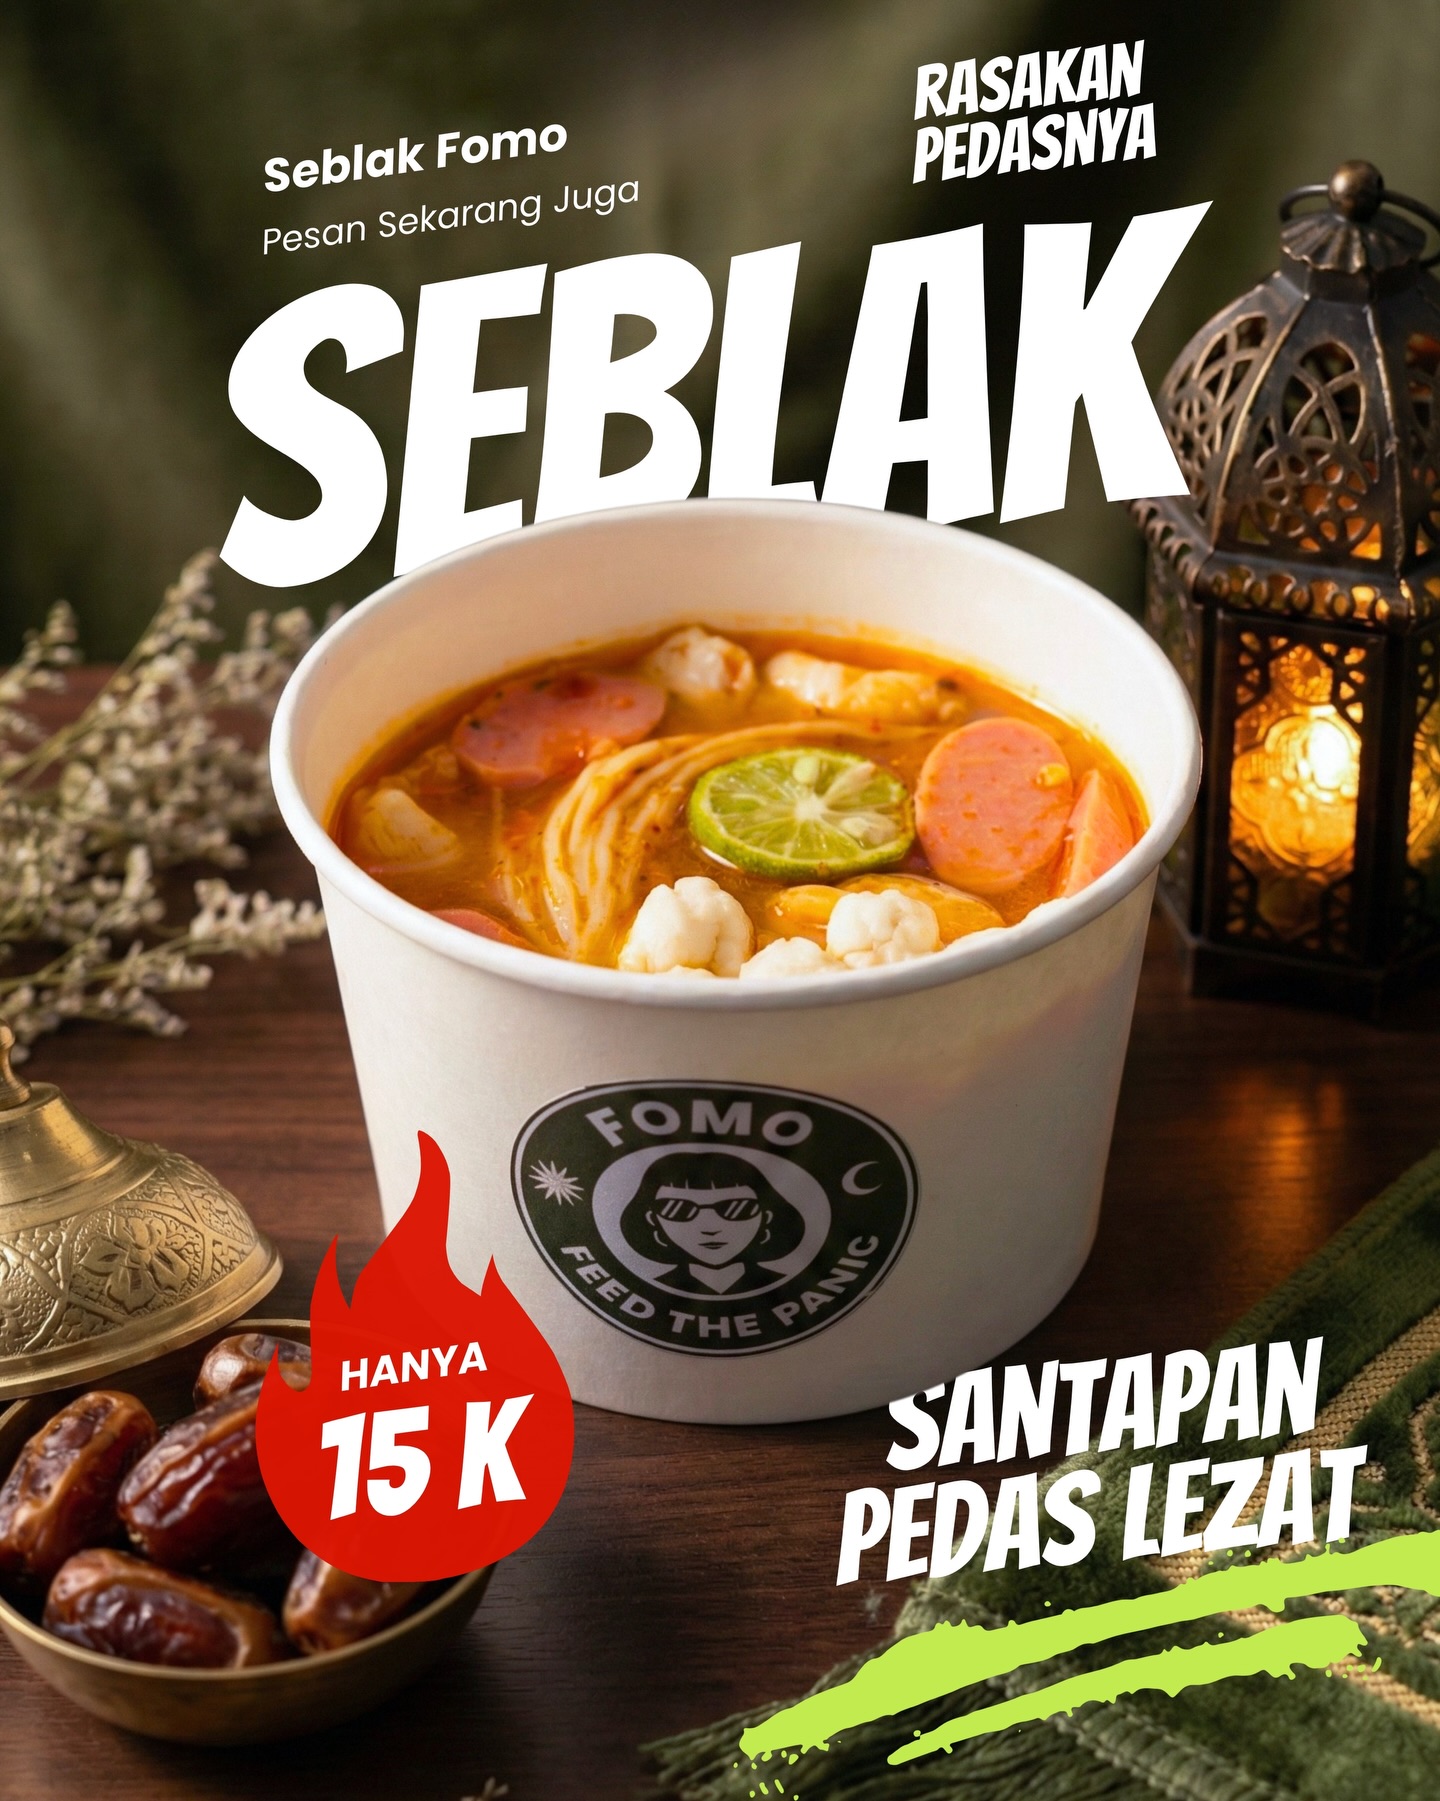 RASAKAN
PEDASNYA
Seblak Fomo
Pesan Sekarang Juga
SEBLAK
FOMO
FEED THE PANIC
HANYA
15 K
SANTAPAN
PEDAS LEZAT